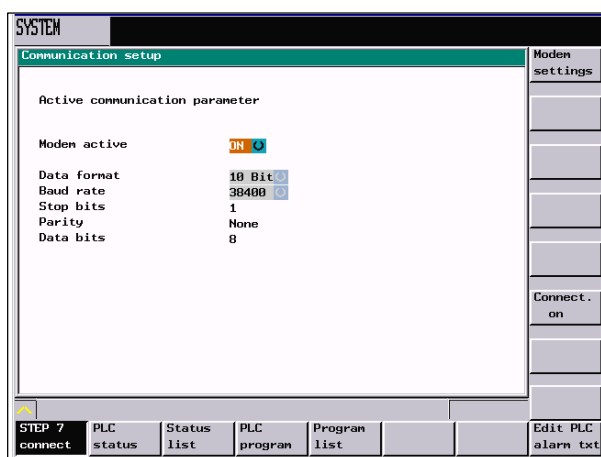 SYSTEM
Communication setup
Modem settings
Active communication parameter
Modem active ON
Data format 10 Bit
Baud rate 38400
Stop bits 1
Parity None
Data bits 8
Connect. on
STEP 7 connect
PLC status
Status list
PLC program
Program list
Edit PLC alarm txt